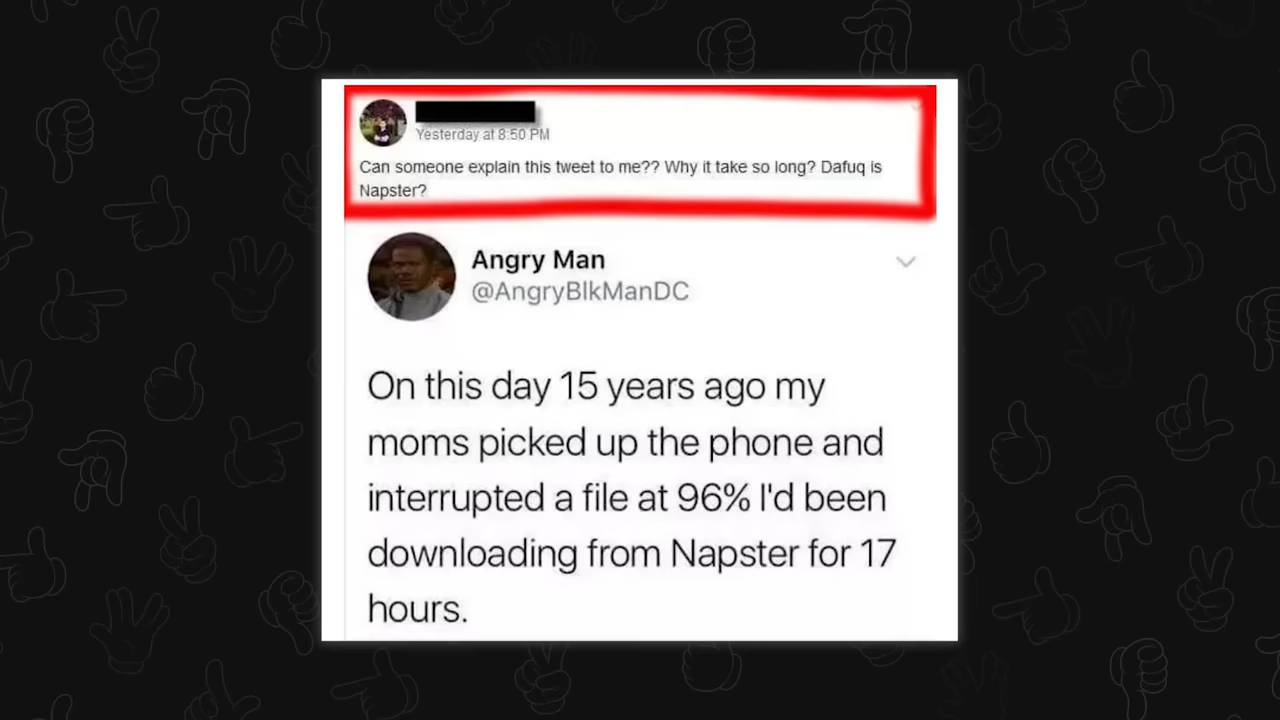 Yesterday at 8:50 PM
Can someone explain this tweet to me?? Why it take so long? Dafuq is
Napster?
Angry Man
@AngryBlkManDC
On this day 15 years ago my
moms picked up the phone and
interrupted a file at 96% I'd been
downloading from Napster for 17
hours.